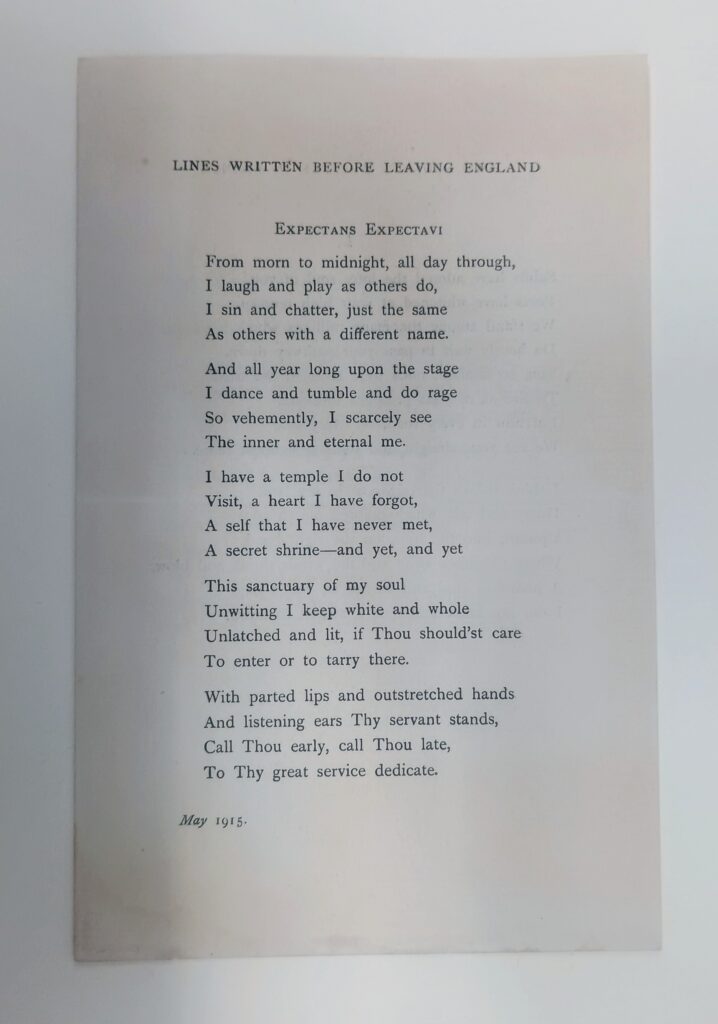 LINES WRITTEN BEFORE LEAVING ENGLAND
EXPECTANS EXPECTAVI
From morn to midnight, all day through,
I laugh and play as others do,
I sin and chatter, just the same
As others with a different name.
And all year long upon the stage
I dance and tumble and do rage
So vehemently, I scarcely see
The inner and eternal me.
I have a temple I do not
Visit, a heart I have forgot,
A self that I have never met,
A secret shrine—and yet, and yet
This sanctuary of my soul
Unwitting I keep white and whole
Unlatched and lit, if Thou should'st care
To enter or to tarry there.
With parted lips and outstretched hands
And listening ears Thy servant stands,
Call Thou early, call Thou late,
To Thy great service dedicate.
May 1915.